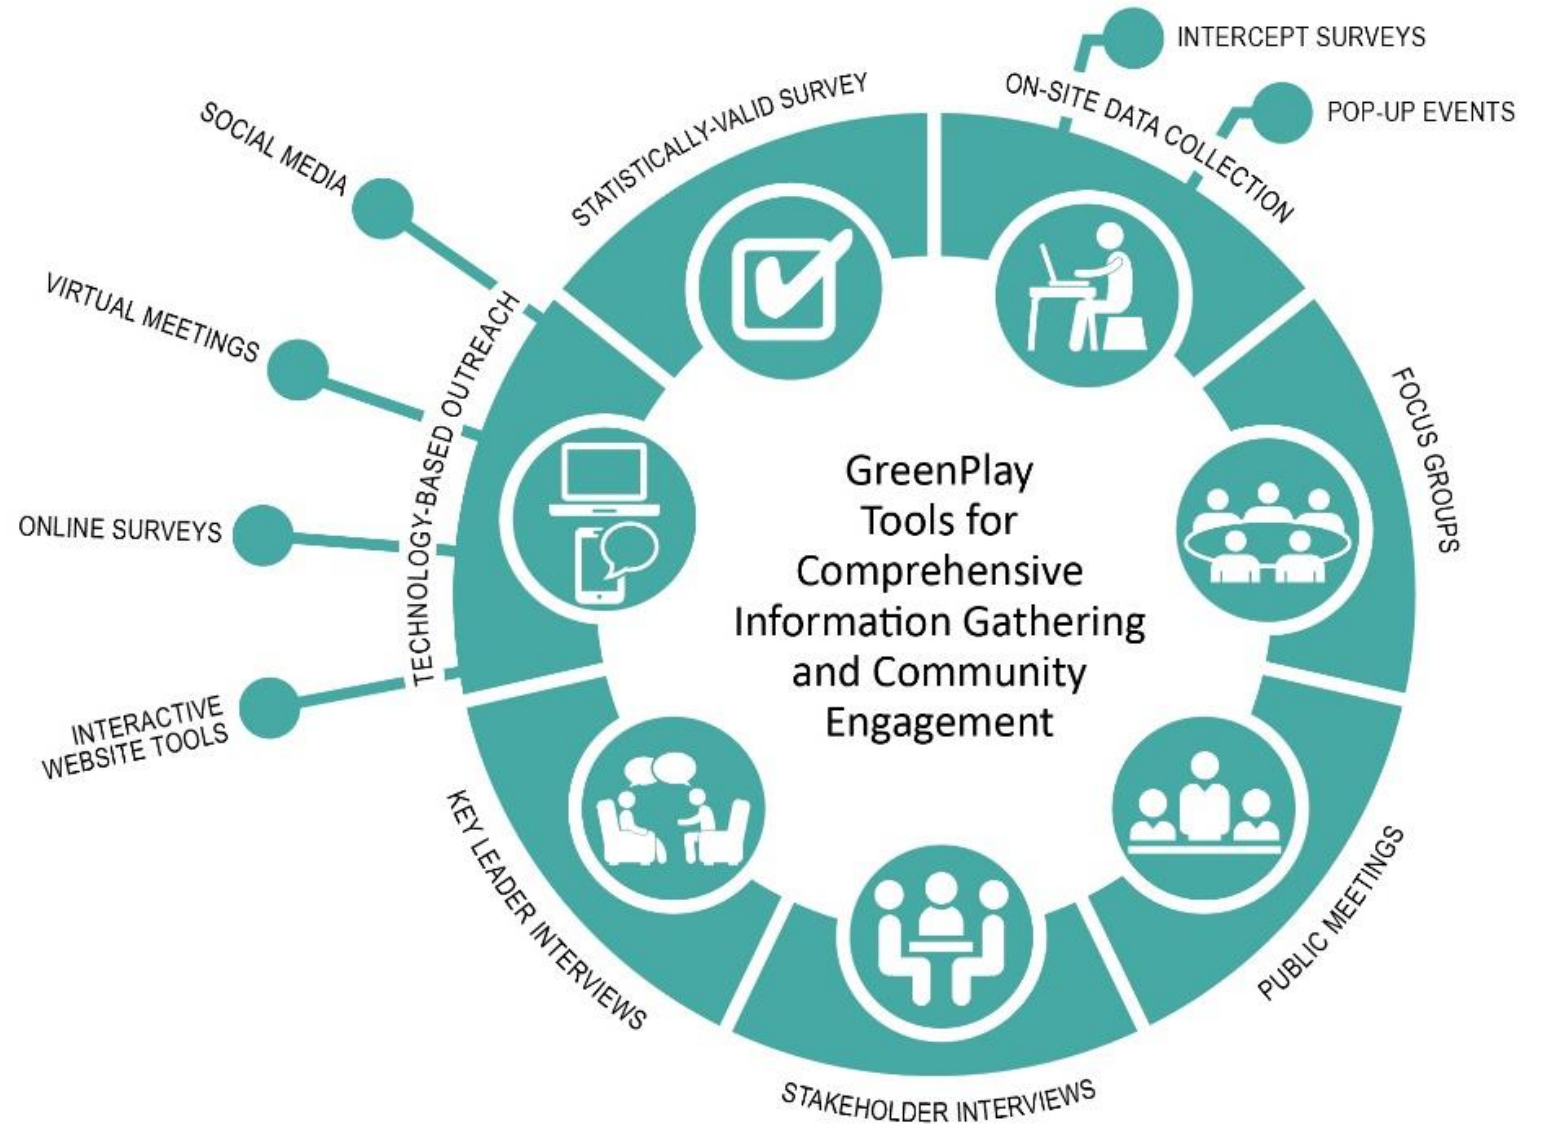 INTERCEPT SURVEYS
POP-UP EVENTS
ON-SITE DATA COLLECTION
STATISTICALLY-VALID SURVEY
SOCIAL MEDIA
VIRTUAL MEETINGS
ONLINE SURVEYS
INTERACTIVE
WEBSITE TOOLS
TECHNOLOGY-BASED OUTREACH
FOCUS GROUPS
GreenPlay
Tools for
Comprehensive
Information Gathering
and Community
Engagement
KEY LEADER INTERVIEWS
PUBLIC MEETINGS
STAKEHOLDER INTERVIEWS